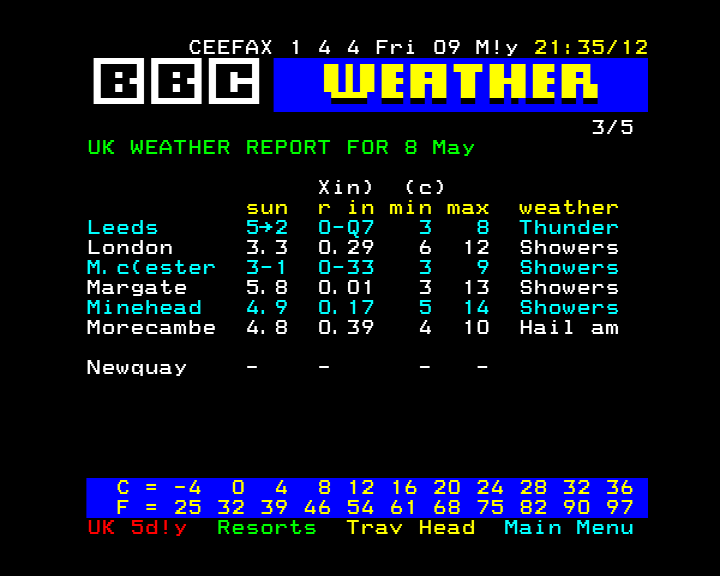 CEEFAX 1 4 4 Fri 09 M!y 21:35/12
BBC WEATHER
3/5
UK WEATHER REPORT FOR 8 May
Xin) (c)
sun r in min max weather
Leeds 5→2 0-Q7 3 8 Thunder
London 3.3 0.29 6 12 Showers
M.c(ester 3-1 0-33 3 9 Showers
Margate 5.8 0.01 3 13 Showers
Minehead 4.9 0.17 5 14 Showers
Morecambe 4.8 0.39 4 10 Hail am
Newquay - - - -
C = -4 0 4 8 12 16 20 24 28 32 36
F = 25 32 39 46 54 61 68 75 82 90 97
UK 5d!y Resorts Trav Head Main Menu